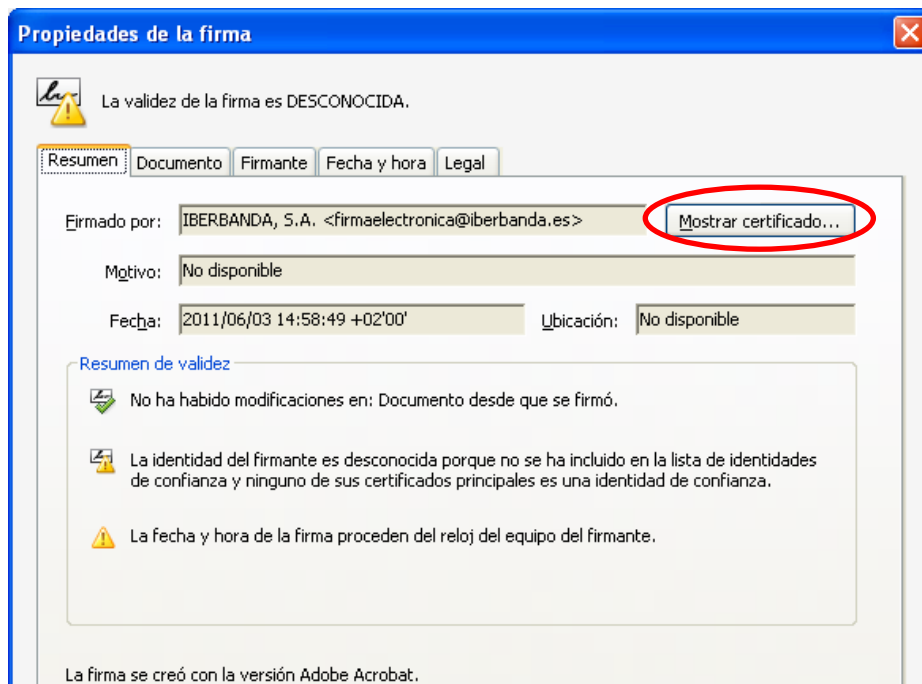 Propiedades de la firma
La validez de la firma es DESCONOCIDA.
Resumen Documento Firmante Fecha y hora Legal
Firmado por: IBERBANDA, S.A. <firmaelectronica@iberbanda.es> Mostrar certificado...
Motivo: No disponible
Fecha: 2011/06/03 14:58:49 +02'00' Ubicación: No disponible
Resumen de validez
No ha habido modificaciones en: Documento desde que se firmó.
La identidad del firmante es desconocida porque no se ha incluido en la lista de identidades
de confianza y ninguno de sus certificados principales es una identidad de confianza.
La fecha y hora de la firma proceden del reloj del equipo del firmante.
La firma se creó con la versión Adobe Acrobat.